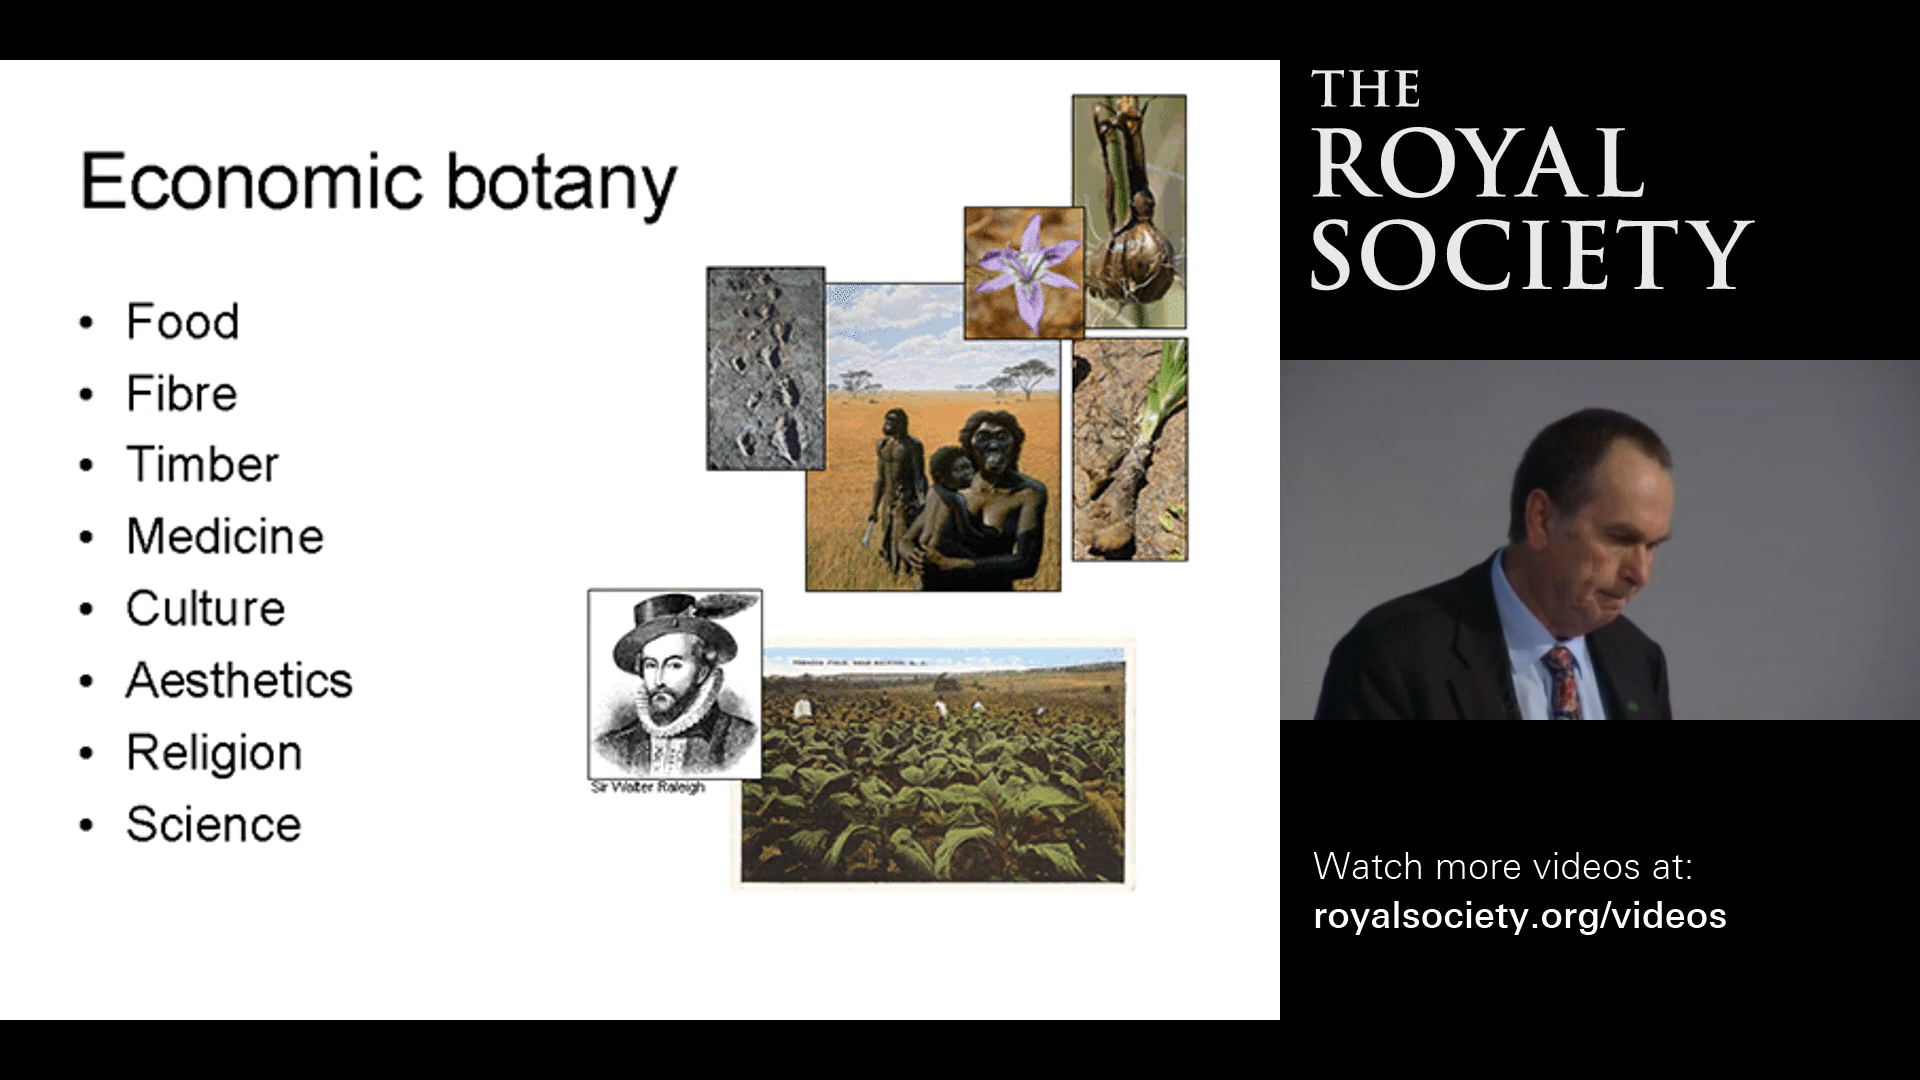 Economic botany
• Food
• Fibre
• Timber
• Medicine
• Culture
• Aesthetics
• Religion
• Science
Sir Walter Raleigh
THE
ROYAL
SOCIETY
Watch more videos at:
royalsociety.org/videos